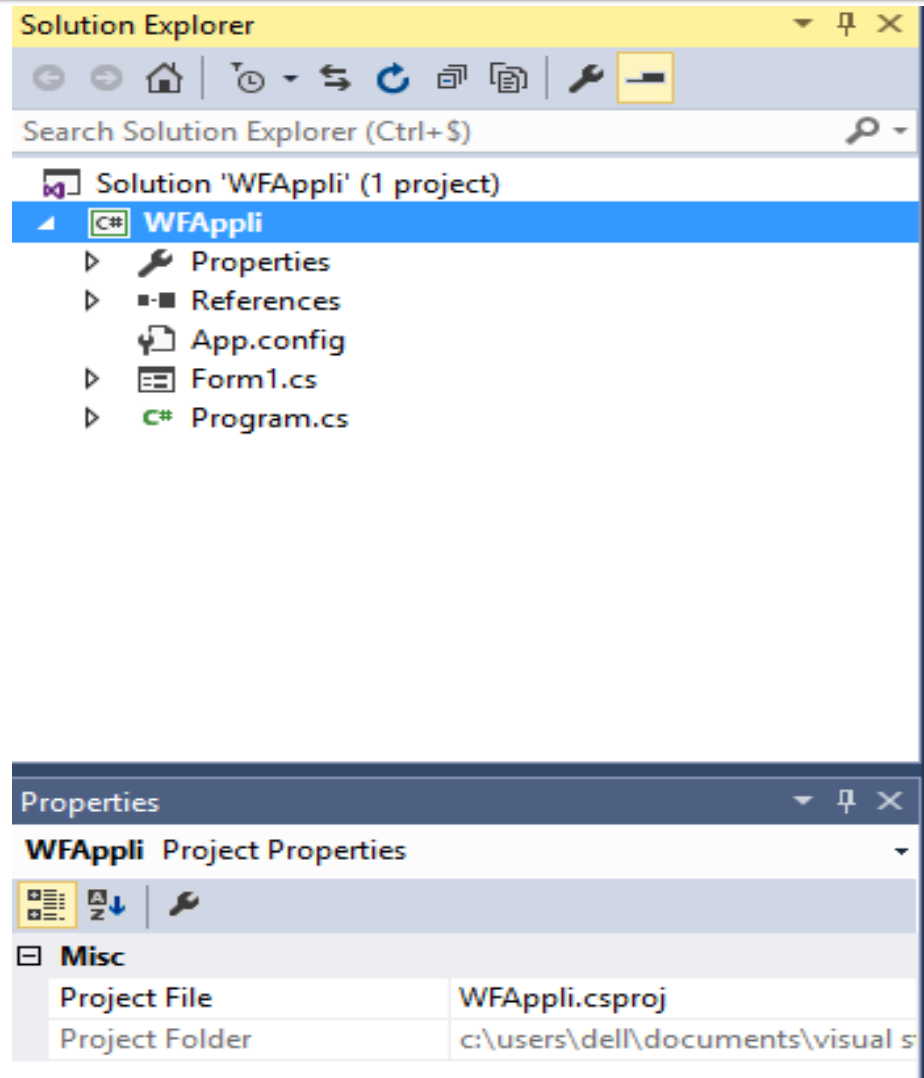 Solution Explorer
Search Solution Explorer (Ctrl+$)
Solution 'WFAppli' (1 project)
C# WFAppli
Properties
References
App.config
Form1.cs
C# Program.cs
Properties
WFAppli Project Properties
Misc
Project File WFAppli.csproj
Project Folder c:\users\dell\documents\visual s